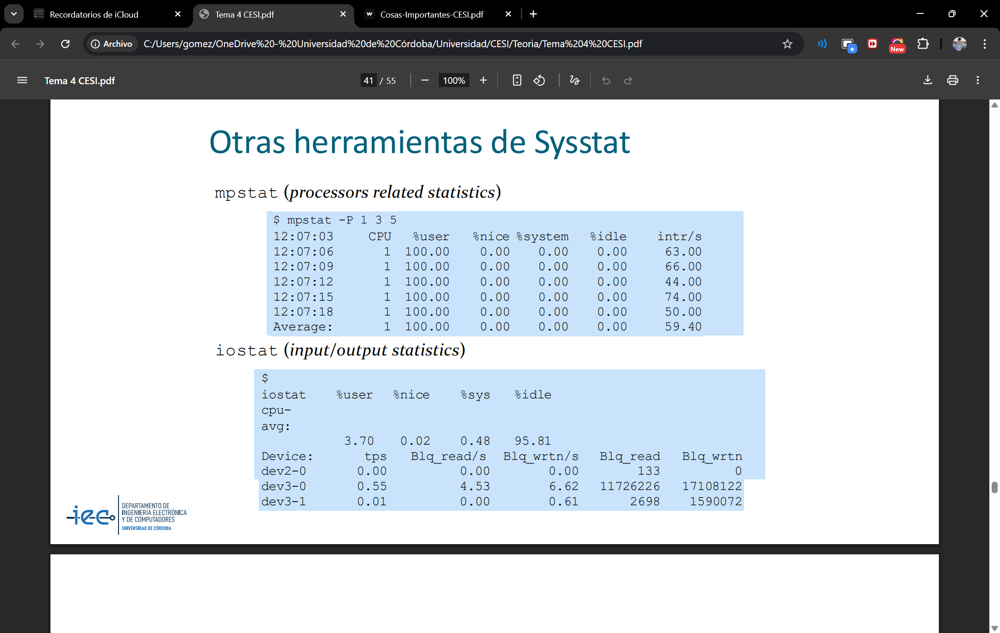 Recordatorios de iCloud
Tema 4 CESI.pdf
Cosas-Importantes-CESI.pdf
Archivo C:/Users/gomez/OneDrive%20-%20Universidad%20de%20Córdoba/Universidad/CESI/Teoria/Tema%204%20CESI.pdf
New
Tema 4 CESI.pdf
41 / 55
100%
Otras herramientas de Sysstat
mpstat (processors related statistics)
$ mpstat -P 1 3 5
12:07:03 CPU %user %nice %system %idle intr/s
12:07:06 1 100.00 0.00 0.00 0.00 63.00
12:07:09 1 100.00 0.00 0.00 0.00 66.00
12:07:12 1 100.00 0.00 0.00 0.00 44.00
12:07:15 1 100.00 0.00 0.00 0.00 74.00
12:07:18 1 100.00 0.00 0.00 0.00 50.00
Average: 1 100.00 0.00 0.00 0.00 59.40
iostat (input/output statistics)
$
iostat %user %nice %sys %idle
cpu-
avg:
3.70 0.02 0.48 95.81
Device: tps Blq_read/s Blq_wrtn/s Blq_read Blq_wrtn
dev2-0 0.00 0.00 0.00 133 0
dev3-0 0.55 4.53 6.62 11726226 17108122
dev3-1 0.01 0.00 0.61 2698 1590072
iec
DEPARTAMENTO DE
INGENIERÍA ELECTRÓNICA
Y DE COMPUTADORES
UNIVERSIDAD DE CÓRDOBA